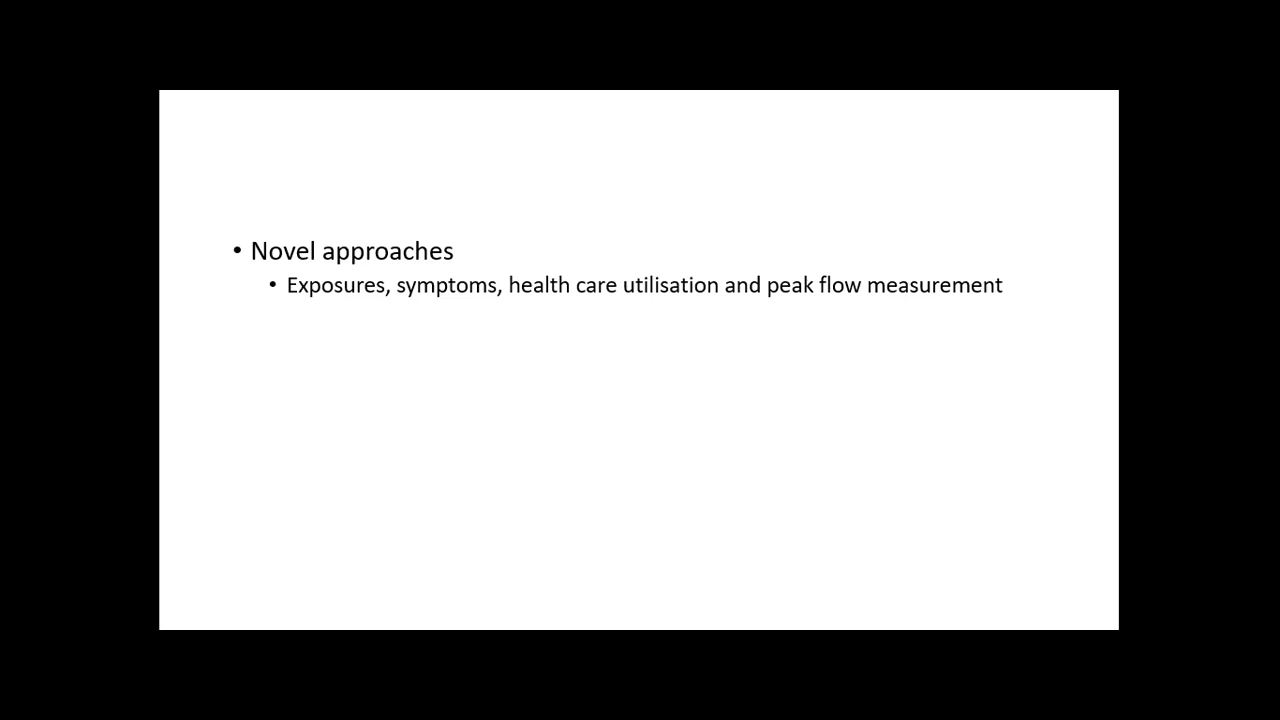 • Novel approaches
• Exposures, symptoms, health care utilisation and peak flow measurement